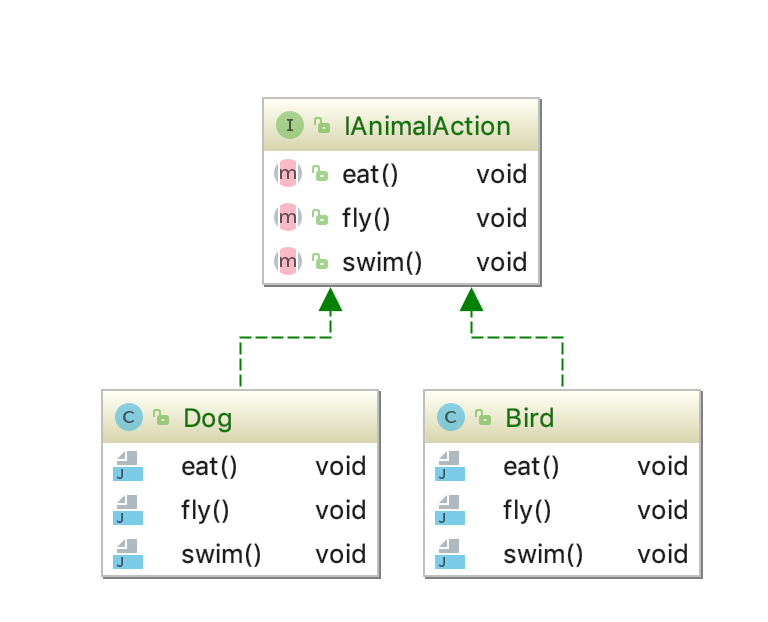 I IAnimalAction
m eat() void
m fly() void
m swim() void
C Dog
J eat() void
J fly() void
J swim() void
C Bird
J eat() void
J fly() void
J swim() void